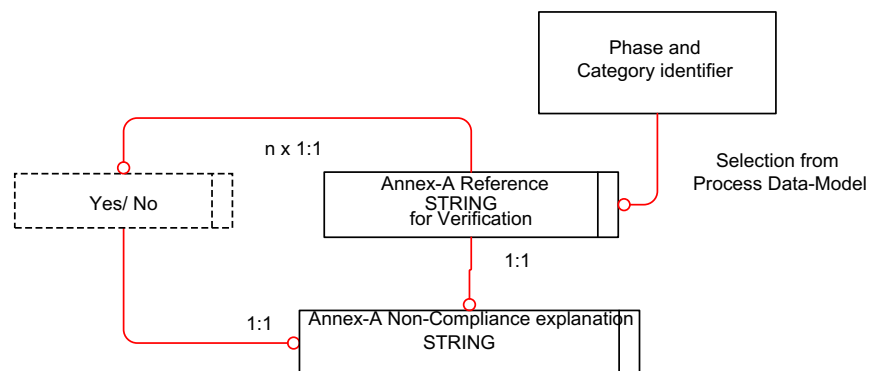 Phase and
Category identifier
n x 1:1
Selection from
Process Data-Model
Yes/ No
Annex-A Reference
STRING
for Verification
1:1
1:1
Annex-A Non-Compliance explanation
STRING